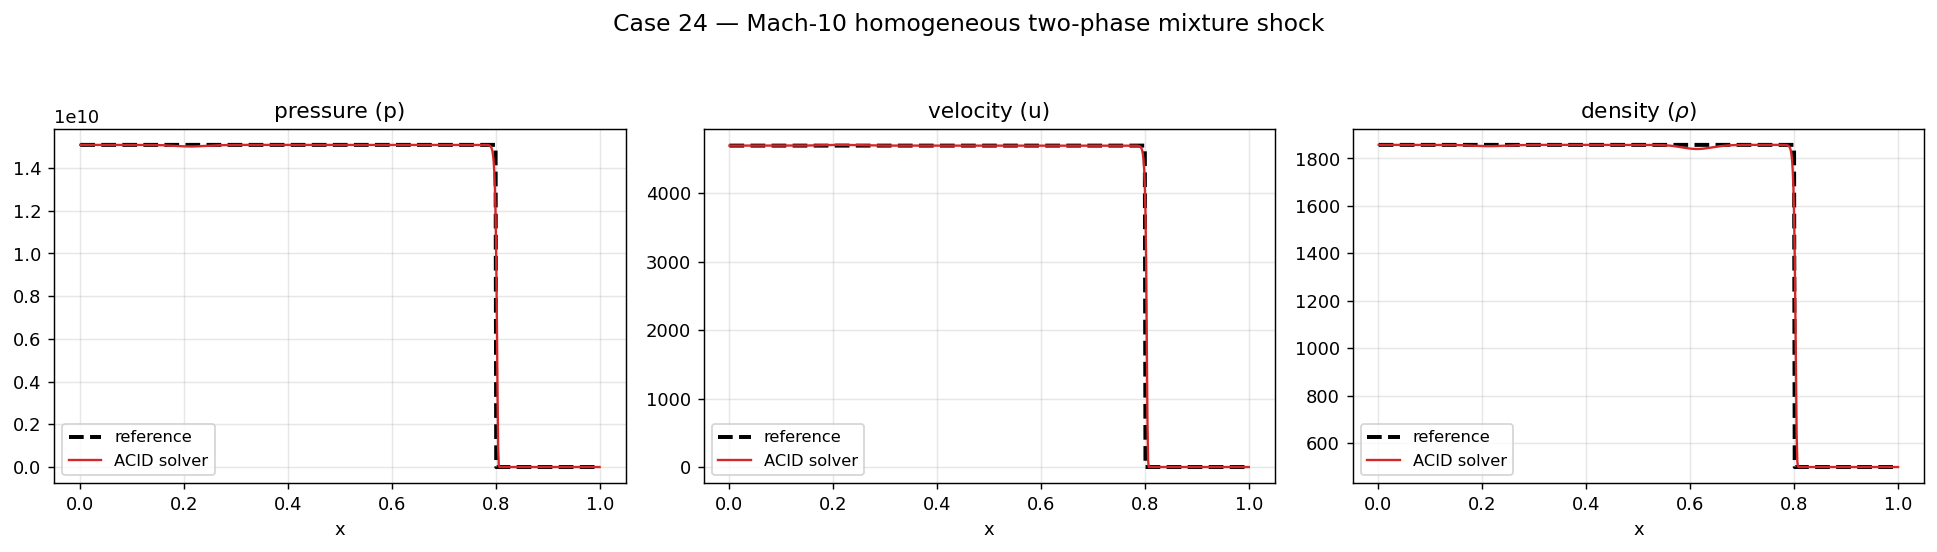 Case 24 — Mach-10 homogeneous two-phase mixture shock
pressure (p)
1e10
1.4
1.2
1.0
0.8
0.6
0.4
0.2
0.0
reference
ACID solver
0.0 0.2 0.4 0.6 0.8 1.0
x
velocity (u)
4000
3000
2000
1000
0
reference
ACID solver
0.0 0.2 0.4 0.6 0.8 1.0
x
density (ρ)
1800
1600
1400
1200
1000
800
600
reference
ACID solver
0.0 0.2 0.4 0.6 0.8 1.0
x